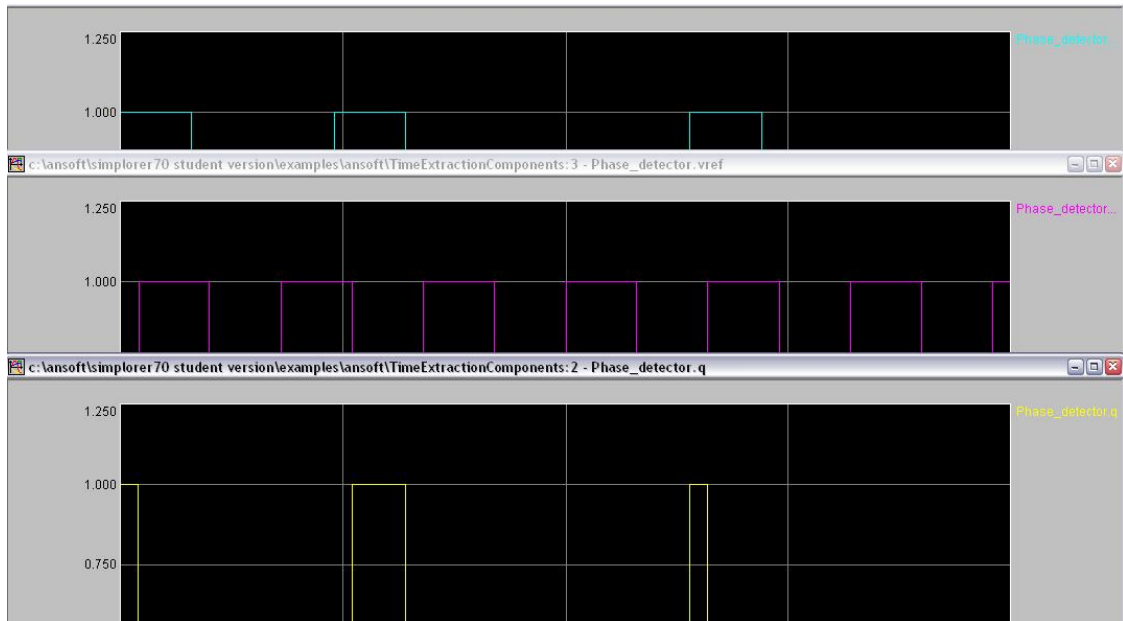 1.250 Phase_detector...
1.000
c:\ansoft\simplorer70 student version\examples\ansoft\TimeExtractionComponents:3 - Phase_detector.vref
1.250 Phase_detector...
1.000
c:\ansoft\simplorer70 student version\examples\ansoft\TimeExtractionComponents:2 - Phase_detector.q
1.250 Phase_detector.q
1.000
0.750